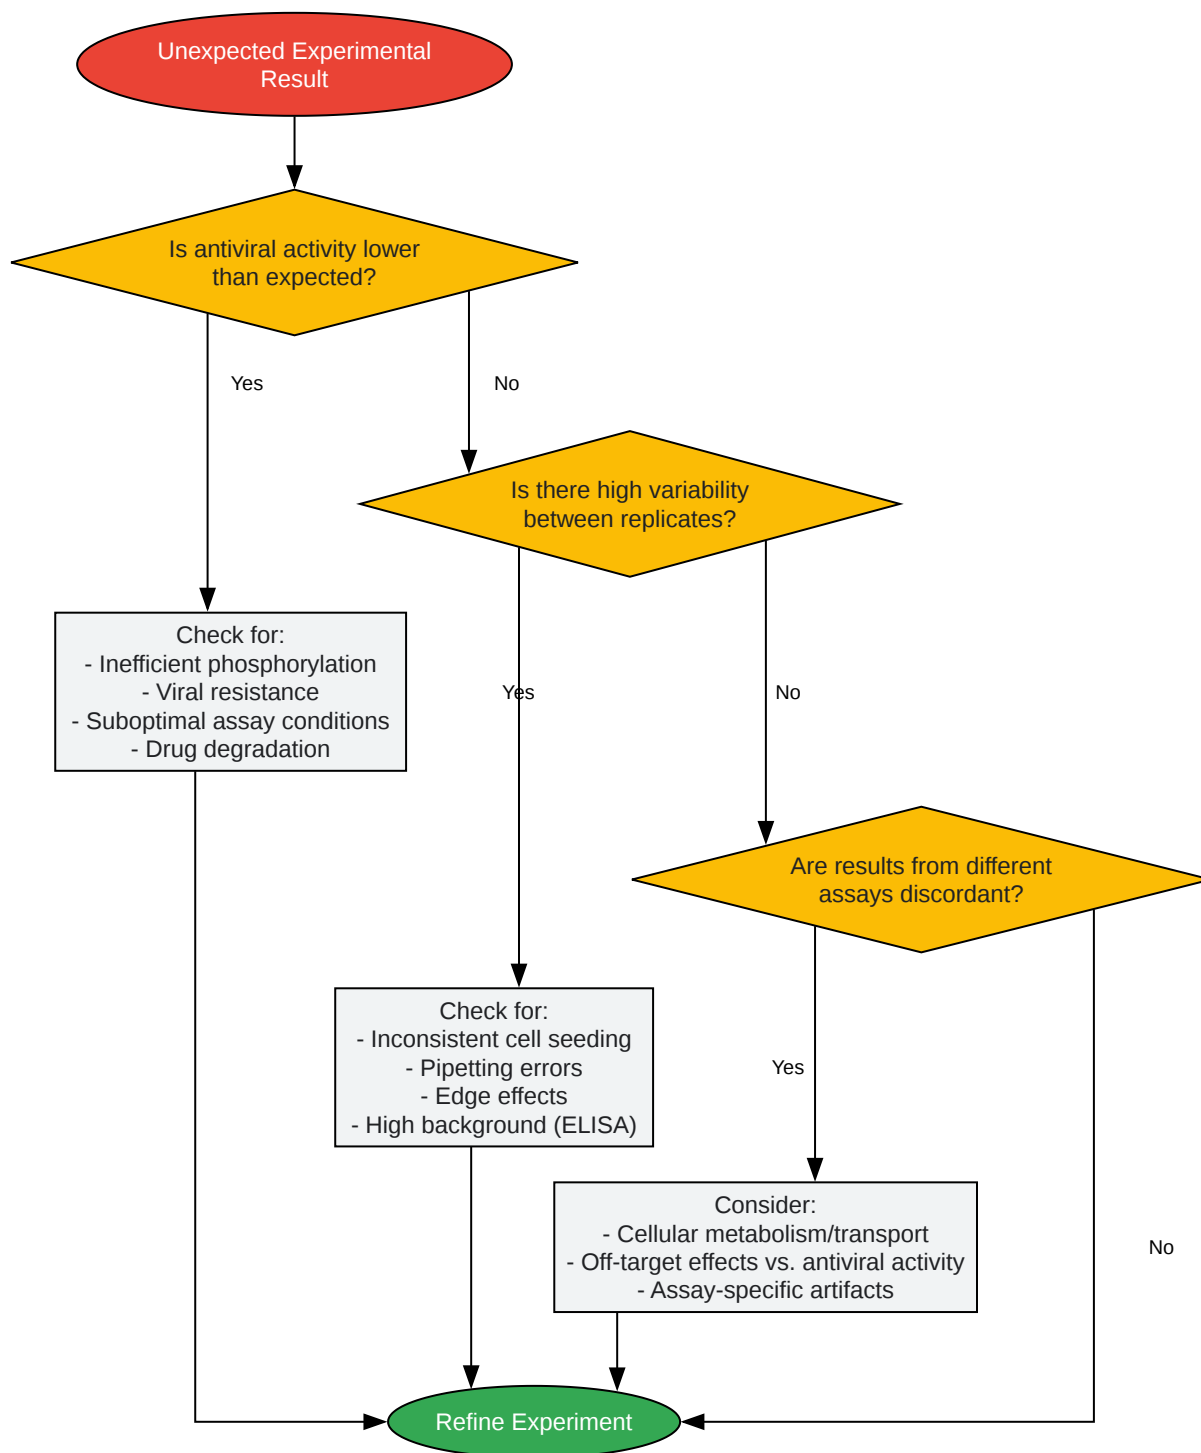 Unexpected Experimental
Result
Is antiviral activity lower
than expected?
Yes
No
Is there high variability
between replicates?
Check for:
- Inefficient phosphorylation
- Viral resistance
- Suboptimal assay conditions
- Drug degradation
Yes
No
Are results from different
assays discordant?
Check for:
- Inconsistent cell seeding
- Pipetting errors
- Edge effects
- High background (ELISA)
Yes
Consider:
- Cellular metabolism/transport
- Off-target effects vs. antiviral activity
- Assay-specific artifacts
No
Refine Experiment